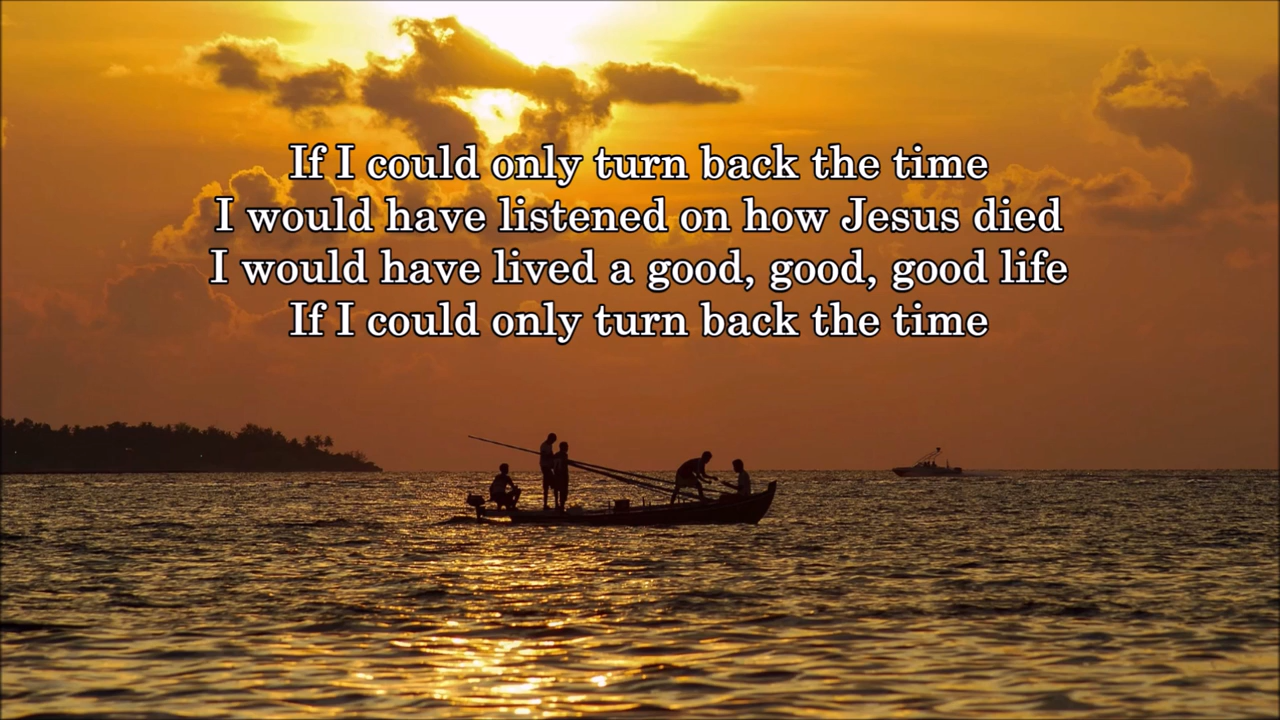 If I could only turn back the time
I would have listened on how Jesus died
I would have lived a good, good, good life
If I could only turn back the time